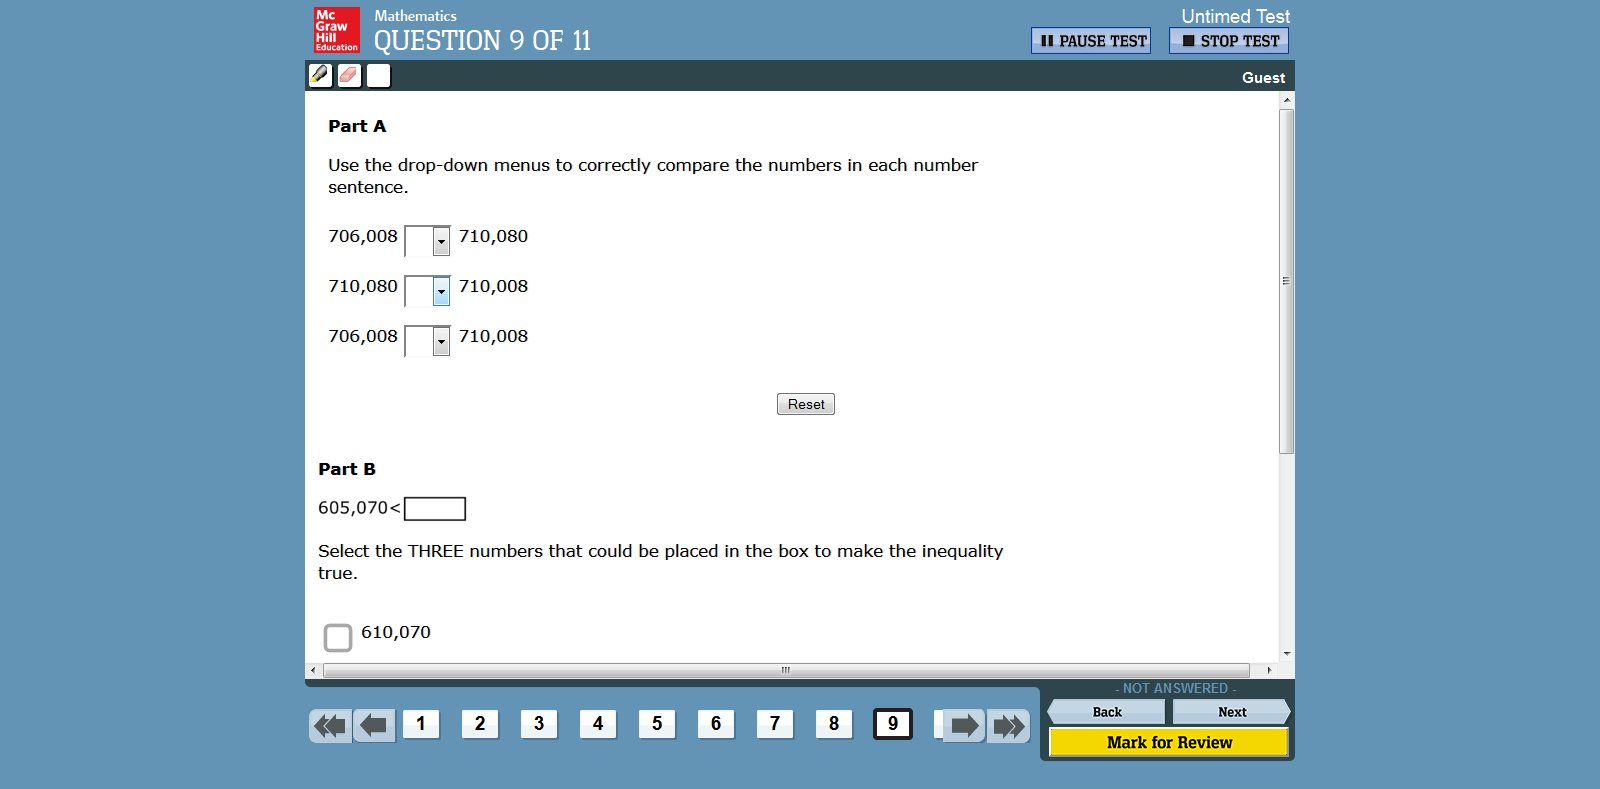 Mc
Graw
Hill
Education
Mathematics
QUESTION 9 OF 11
Untimed Test
PAUSE TEST
STOP TEST
Guest
Part A
Use the drop-down menus to correctly compare the numbers in each number
sentence.
706,008 710,080
710,080 710,008
706,008 710,008
Reset
Part B
605,070<
Select the THREE numbers that could be placed in the box to make the inequality
true.
610,070
- NOT ANSWERED -
1 2 3 4 5 6 7 8 9
Back
Next
Mark for Review